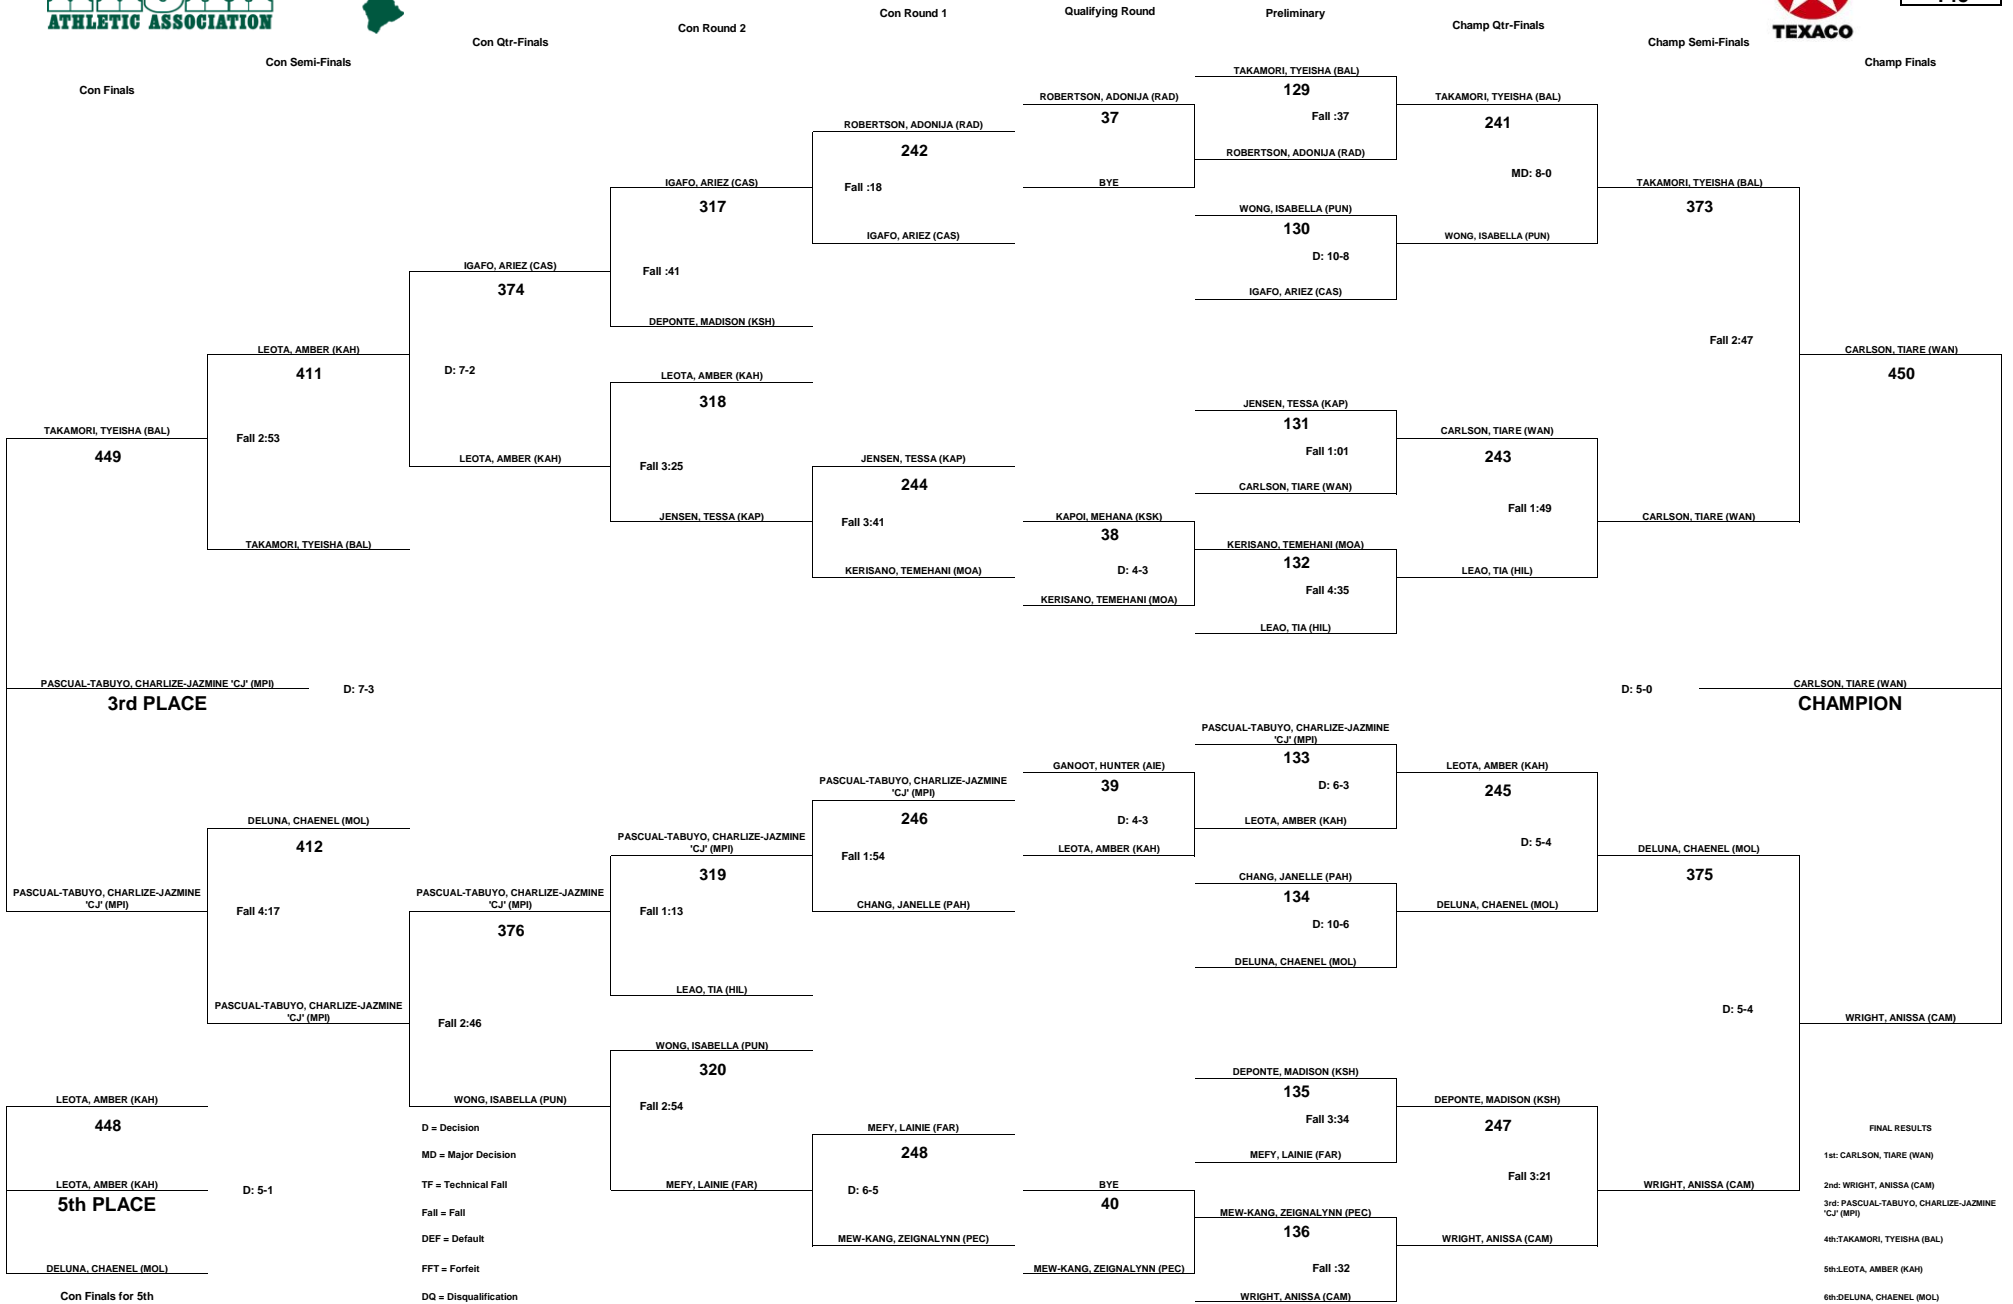 ATHLETIC ASSOCIATION
TEXACO
Con Finals
Con Semi-Finals
Con Qtr-Finals
Con Round 2
Con Round 1
Qualifying Round
Preliminary
Champ Qtr-Finals
Champ Semi-Finals
Champ Finals
TAKAMORI, TYEISHA (BAL)
449
PASCUAL-TABUYO, CHARLIZE-JAZMINE 'CJ' (MPI)
3rd PLACE
D: 7-3
PASCUAL-TABUYO, CHARLIZE-JAZMINE
'CJ' (MPI)
LEOTA, AMBER (KAH)
448
LEOTA, AMBER (KAH)
5th PLACE
D: 5-1
DELUNA, CHAENEL (MOL)
Con Finals for 5th
LEOTA, AMBER (KAH)
411
Fall 2:53
TAKAMORI, TYEISHA (BAL)
DELUNA, CHAENEL (MOL)
412
Fall 4:17
PASCUAL-TABUYO, CHARLIZE-JAZMINE
'CJ' (MPI)
IGAFO, ARIEZ (CAS)
374
D: 7-2
LEOTA, AMBER (KAH)
PASCUAL-TABUYO, CHARLIZE-JAZMINE
'CJ' (MPI)
376
Fall 2:46
WONG, ISABELLA (PUN)
D = Decision
MD = Major Decision
TF = Technical Fall
Fall = Fall
DEF = Default
FFT = Forfeit
DQ = Disqualification
IGAFO, ARIEZ (CAS)
317
Fall :41
DEPONTE, MADISON (KSH)
LEOTA, AMBER (KAH)
318
Fall 3:25
JENSEN, TESSA (KAP)
PASCUAL-TABUYO, CHARLIZE-JAZMINE
'CJ' (MPI)
319
Fall 1:13
LEAO, TIA (HIL)
WONG, ISABELLA (PUN)
320
Fall 2:54
MEFY, LAINIE (FAR)
ROBERTSON, ADONIJA (RAD)
242
Fall :18
IGAFO, ARIEZ (CAS)
JENSEN, TESSA (KAP)
244
Fall 3:41
KERISANO, TEMEHANI (MOA)
PASCUAL-TABUYO, CHARLIZE-JAZMINE
'CJ' (MPI)
246
Fall 1:54
CHANG, JANELLE (PAH)
MEFY, LAINIE (FAR)
248
D: 6-5
MEW-KANG, ZEIGNALYNN (PEC)
ROBERTSON, ADONIJA (RAD)
37
BYE
KAPOI, MEHANA (KSK)
38
D: 4-3
KERISANO, TEMEHANI (MOA)
GANOOT, HUNTER (AIE)
39
D: 4-3
LEOTA, AMBER (KAH)
BYE
40
MEW-KANG, ZEIGNALYNN (PEC)
TAKAMORI, TYEISHA (BAL)
129
Fall :37
ROBERTSON, ADONIJA (RAD)
WONG, ISABELLA (PUN)
130
D: 10-8
IGAFO, ARIEZ (CAS)
JENSEN, TESSA (KAP)
131
Fall 1:01
CARLSON, TIARE (WAN)
KERISANO, TEMEHANI (MOA)
132
Fall 4:35
LEAO, TIA (HIL)
PASCUAL-TABUYO, CHARLIZE-JAZMINE
'CJ' (MPI)
133
D: 6-3
LEOTA, AMBER (KAH)
CHANG, JANELLE (PAH)
134
D: 10-6
DELUNA, CHAENEL (MOL)
DEPONTE, MADISON (KSH)
135
Fall 3:34
MEFY, LAINIE (FAR)
MEW-KANG, ZEIGNALYNN (PEC)
136
Fall :32
WRIGHT, ANISSA (CAM)
TAKAMORI, TYEISHA (BAL)
241
MD: 8-0
WONG, ISABELLA (PUN)
CARLSON, TIARE (WAN)
243
Fall 1:49
LEAO, TIA (HIL)
LEOTA, AMBER (KAH)
245
D: 5-4
DELUNA, CHAENEL (MOL)
DEPONTE, MADISON (KSH)
247
Fall 3:21
WRIGHT, ANISSA (CAM)
TAKAMORI, TYEISHA (BAL)
373
Fall 2:47
CARLSON, TIARE (WAN)
DELUNA, CHAENEL (MOL)
375
D: 5-4
WRIGHT, ANISSA (CAM)
CARLSON, TIARE (WAN)
450
D: 5-0
CARLSON, TIARE (WAN)
CHAMPION
WRIGHT, ANISSA (CAM)
FINAL RESULTS
1st: CARLSON, TIARE (WAN)
2nd: WRIGHT, ANISSA (CAM)
3rd: PASCUAL-TABUYO, CHARLIZE-JAZMINE
'CJ' (MPI)
4th:TAKAMORI, TYEISHA (BAL)
5th:LEOTA, AMBER (KAH)
6th:DELUNA, CHAENEL (MOL)